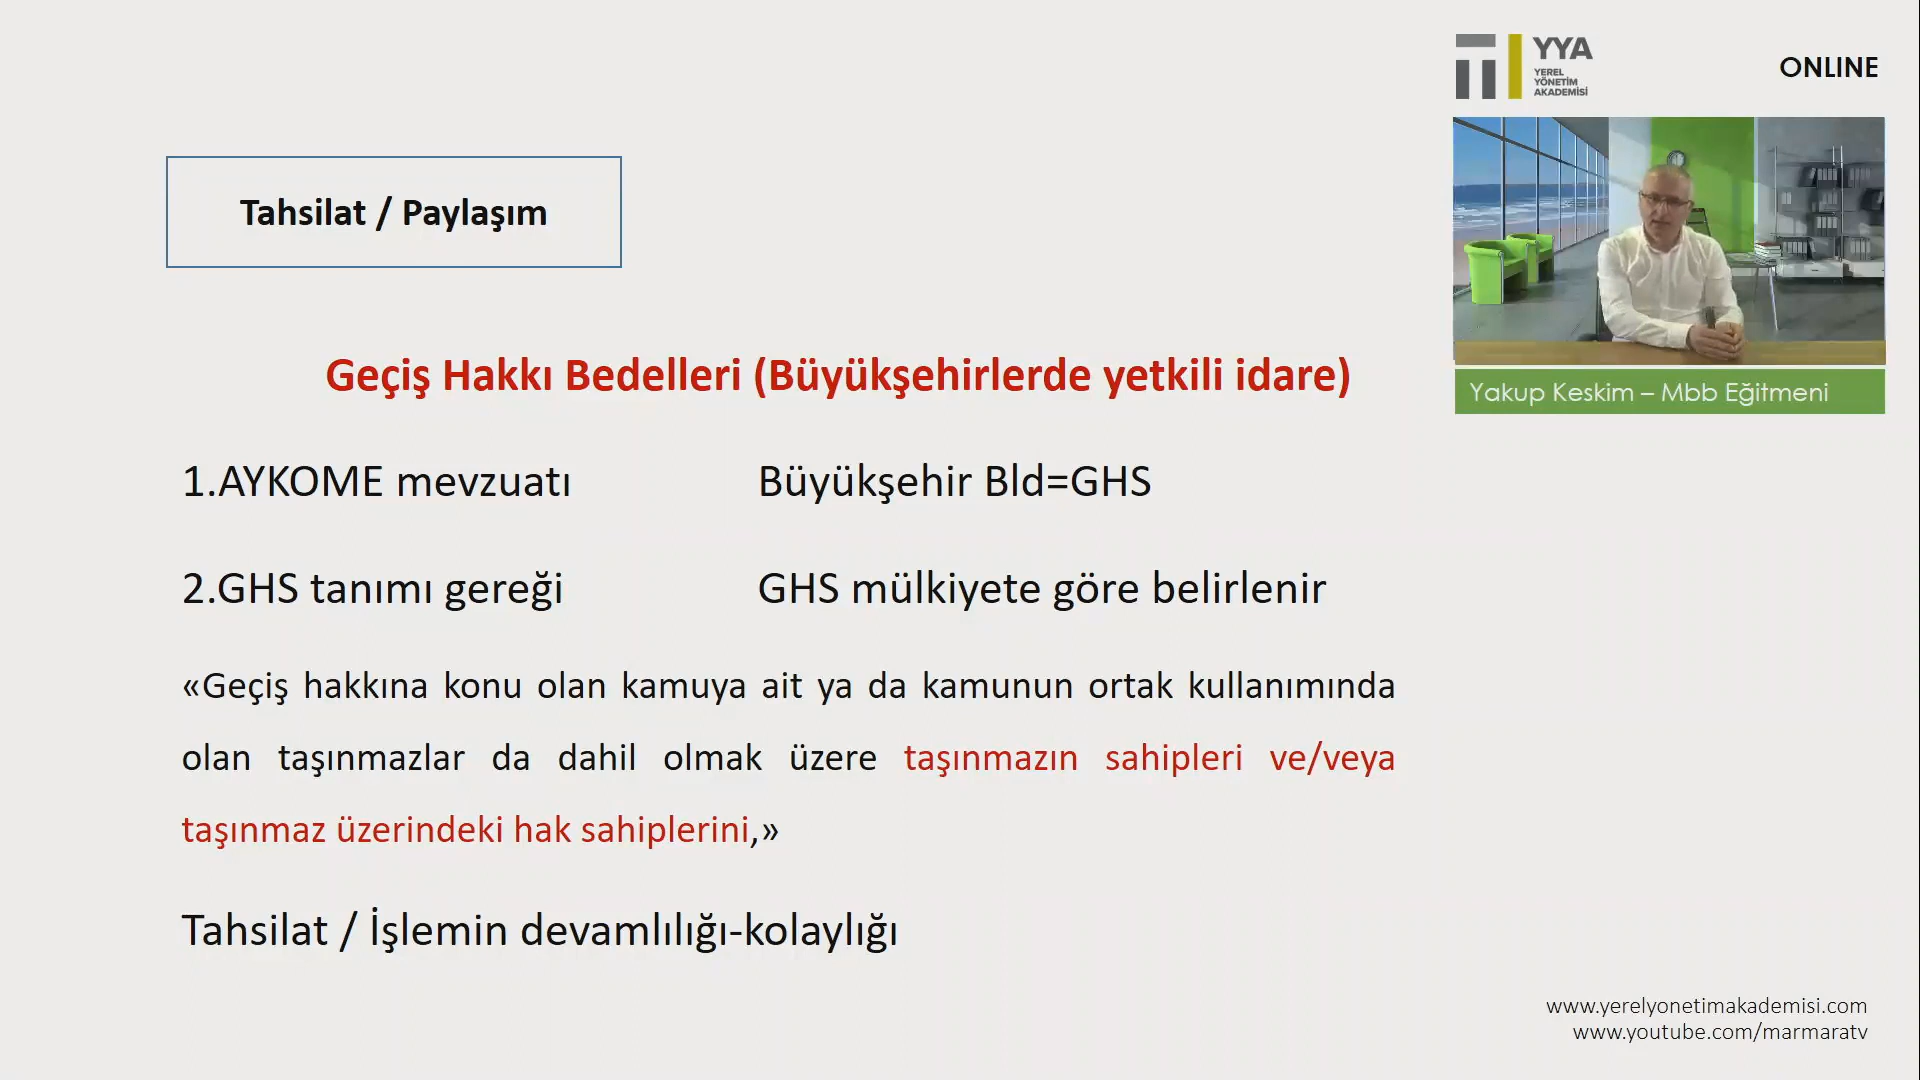 YYA
YEREL
YÖNETİM
AKADEMİSİ
ONLINE
Tahsilat / Paylaşım
Yakup Keskim – Mbb Eğitmeni
Geçiş Hakkı Bedelleri (Büyükşehirlerde yetkili idare)
1.AYKOME mevzuatı Büyükşehir Bld=GHS
2.GHS tanımı gereği GHS mülkiyete göre belirlenir
«Geçiş hakkına konu olan kamuya ait ya da kamunun ortak kullanımında
olan taşınmazlar da dahil olmak üzere taşınmazın sahipleri ve/veya
taşınmaz üzerindeki hak sahiplerini,»
Tahsilat / İşlemin devamlılığı-kolaylığı
www.yerelyonetimakademisi.com
www.youtube.com/marmaratv